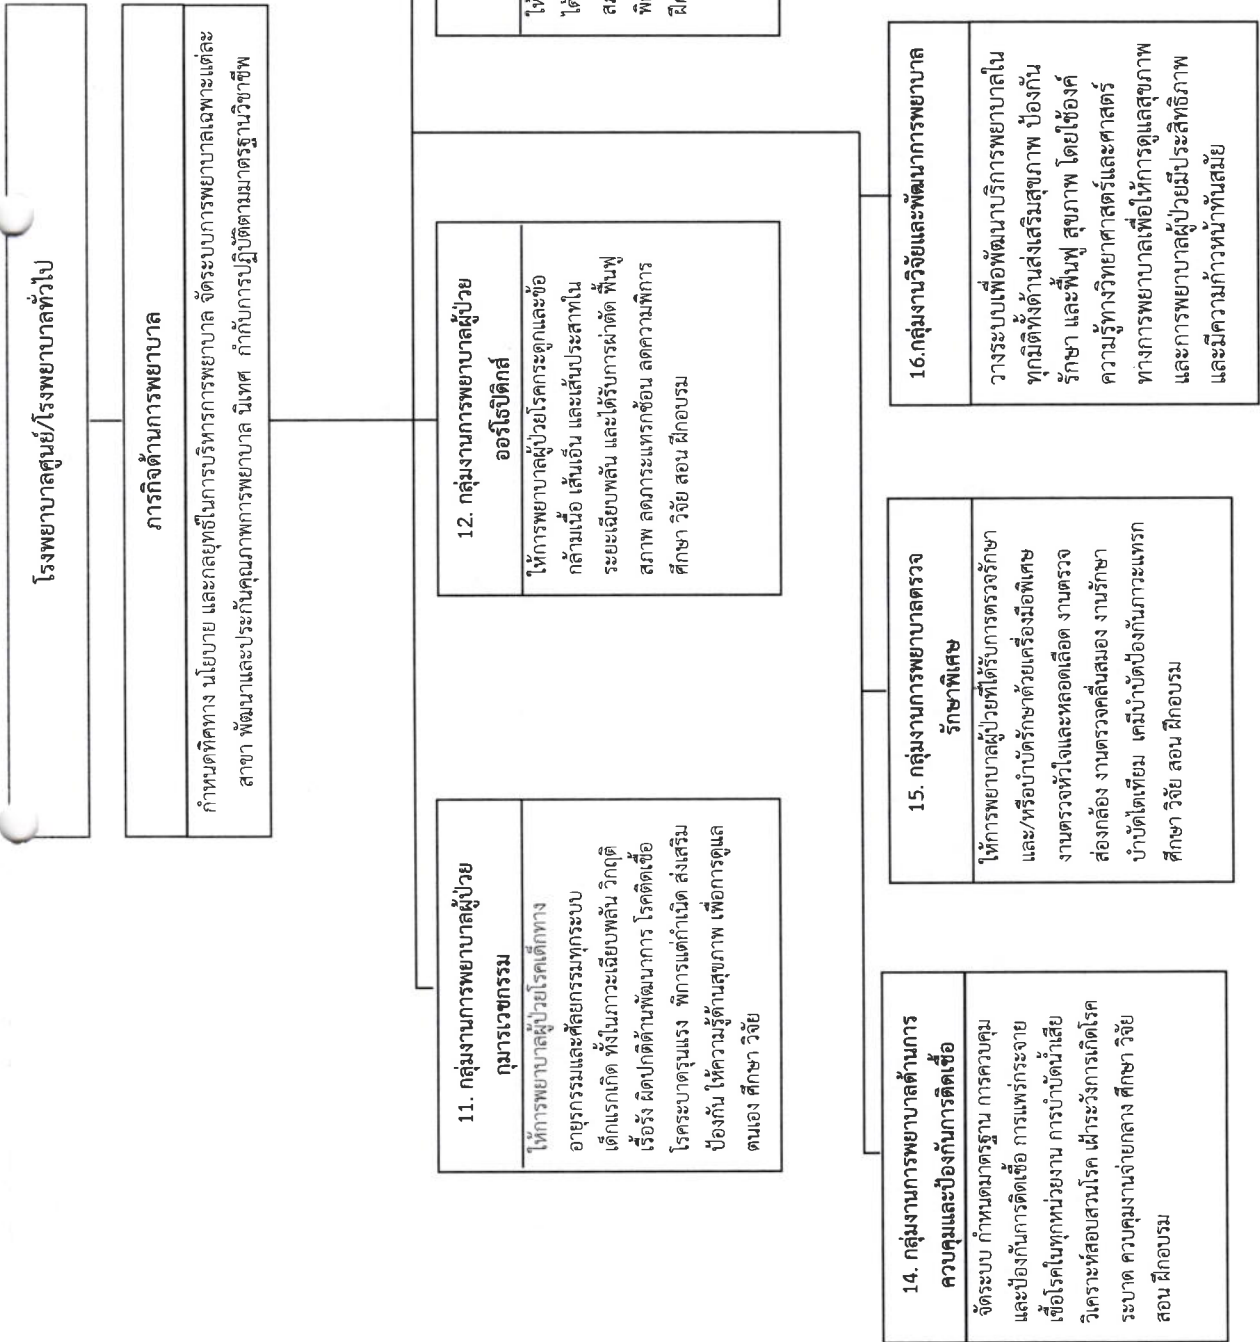 โรงพยาบาลศูนย์/โรงพยาบาลทั่วไป
ภารกิจด้านการพยาบาล
กำหนดทิศทาง นโยบาย และกลยุทธ์ในการบริหารการพยาบาล จัดระบบการพยาบาลเฉพาะแต่ละ
สาขา พัฒนาและประกันคุณภาพการพยาบาล นิเทศ กำกับการปฏิบัติตามมาตรฐานวิชาชีพ
11. กลุ่มงานการพยาบาลผู้ป่วย
กุมารเวชกรรม
ให้การพยาบาลผู้ป่วยโรคเด็กทาง
อายุรกรรมและศัลยกรรมทุกระบบ
เด็กแรกเกิด ทั้งในภาวะเฉียบพลัน วิกฤติ
เรื้อรัง ผิดปกติด้านพัฒนาการ โรคติดเชื้อ
โรคระบาดรุนแรง พิการแต่กำเนิด ส่งเสริม
ป้องกัน ให้ความรู้ด้านสุขภาพ เพื่อการดูแล
ตนเอง ศึกษา วิจัย
12. กลุ่มงานการพยาบาลผู้ป่วย
ออร์โธปิดิกส์
ให้การพยาบาลผู้ป่วยโรคกระดูกและข้อ
กล้ามเนื้อ เส้นเอ็น และเส้นประสาทใน
ระยะเฉียบพลัน และได้รับการผ่าตัด ฟื้นฟู
สภาพ ลดภาระแทรกซ้อน ลดความพิการ
ศึกษา วิจัย สอน ฝึกอบรม
14. กลุ่มงานการพยาบาลด้านการ
ควบคุมและป้องกันการติดเชื้อ
จัดระบบ กำหนดมาตรฐาน การควบคุม
และป้องกันการติดเชื้อ การแพร่กระจาย
เชื้อโรคในทุกหน่วยงาน การบำบัดน้ำเสีย
วิเคราะห์สอบสวนโรค เฝ้าระวังการเกิดโรค
ระบาด ควบคุมงานจ่ายกลาง ศึกษา วิจัย
สอน ฝึกอบรม
15. กลุ่มงานการพยาบาลตรวจ
รักษาพิเศษ
ให้การพยาบาลผู้ป่วยที่ได้รับการตรวจรักษา
และ/หรือบำบัดรักษาด้วยเครื่องมือพิเศษ
งานตรวจหัวใจและหลอดเลือด งานตรวจ
ส่องกล้อง งานตรวจคลื่นสมอง งานรักษา
บำบัดไตเทียม เคมีบำบัดป้องกันภาวะแทรก
ศึกษา วิจัย สอน ฝึกอบรม
16.กลุ่มงานวิจัยและพัฒนาการพยาบาล
วางระบบเพื่อพัฒนาบริการพยาบาลใน
ทุกมิติทั้งด้านส่งเสริมสุขภาพ ป้องกัน
รักษา และฟื้นฟู สุขภาพ โดยใช้องค์
ความรู้ทางวิทยาศาสตร์และศาสตร์
ทางการพยาบาลเพื่อให้การดูแลสุขภาพ
และการพยาบาลผู้ป่วยมีประสิทธิภาพ
และมีความก้าวหน้าทันสมัย